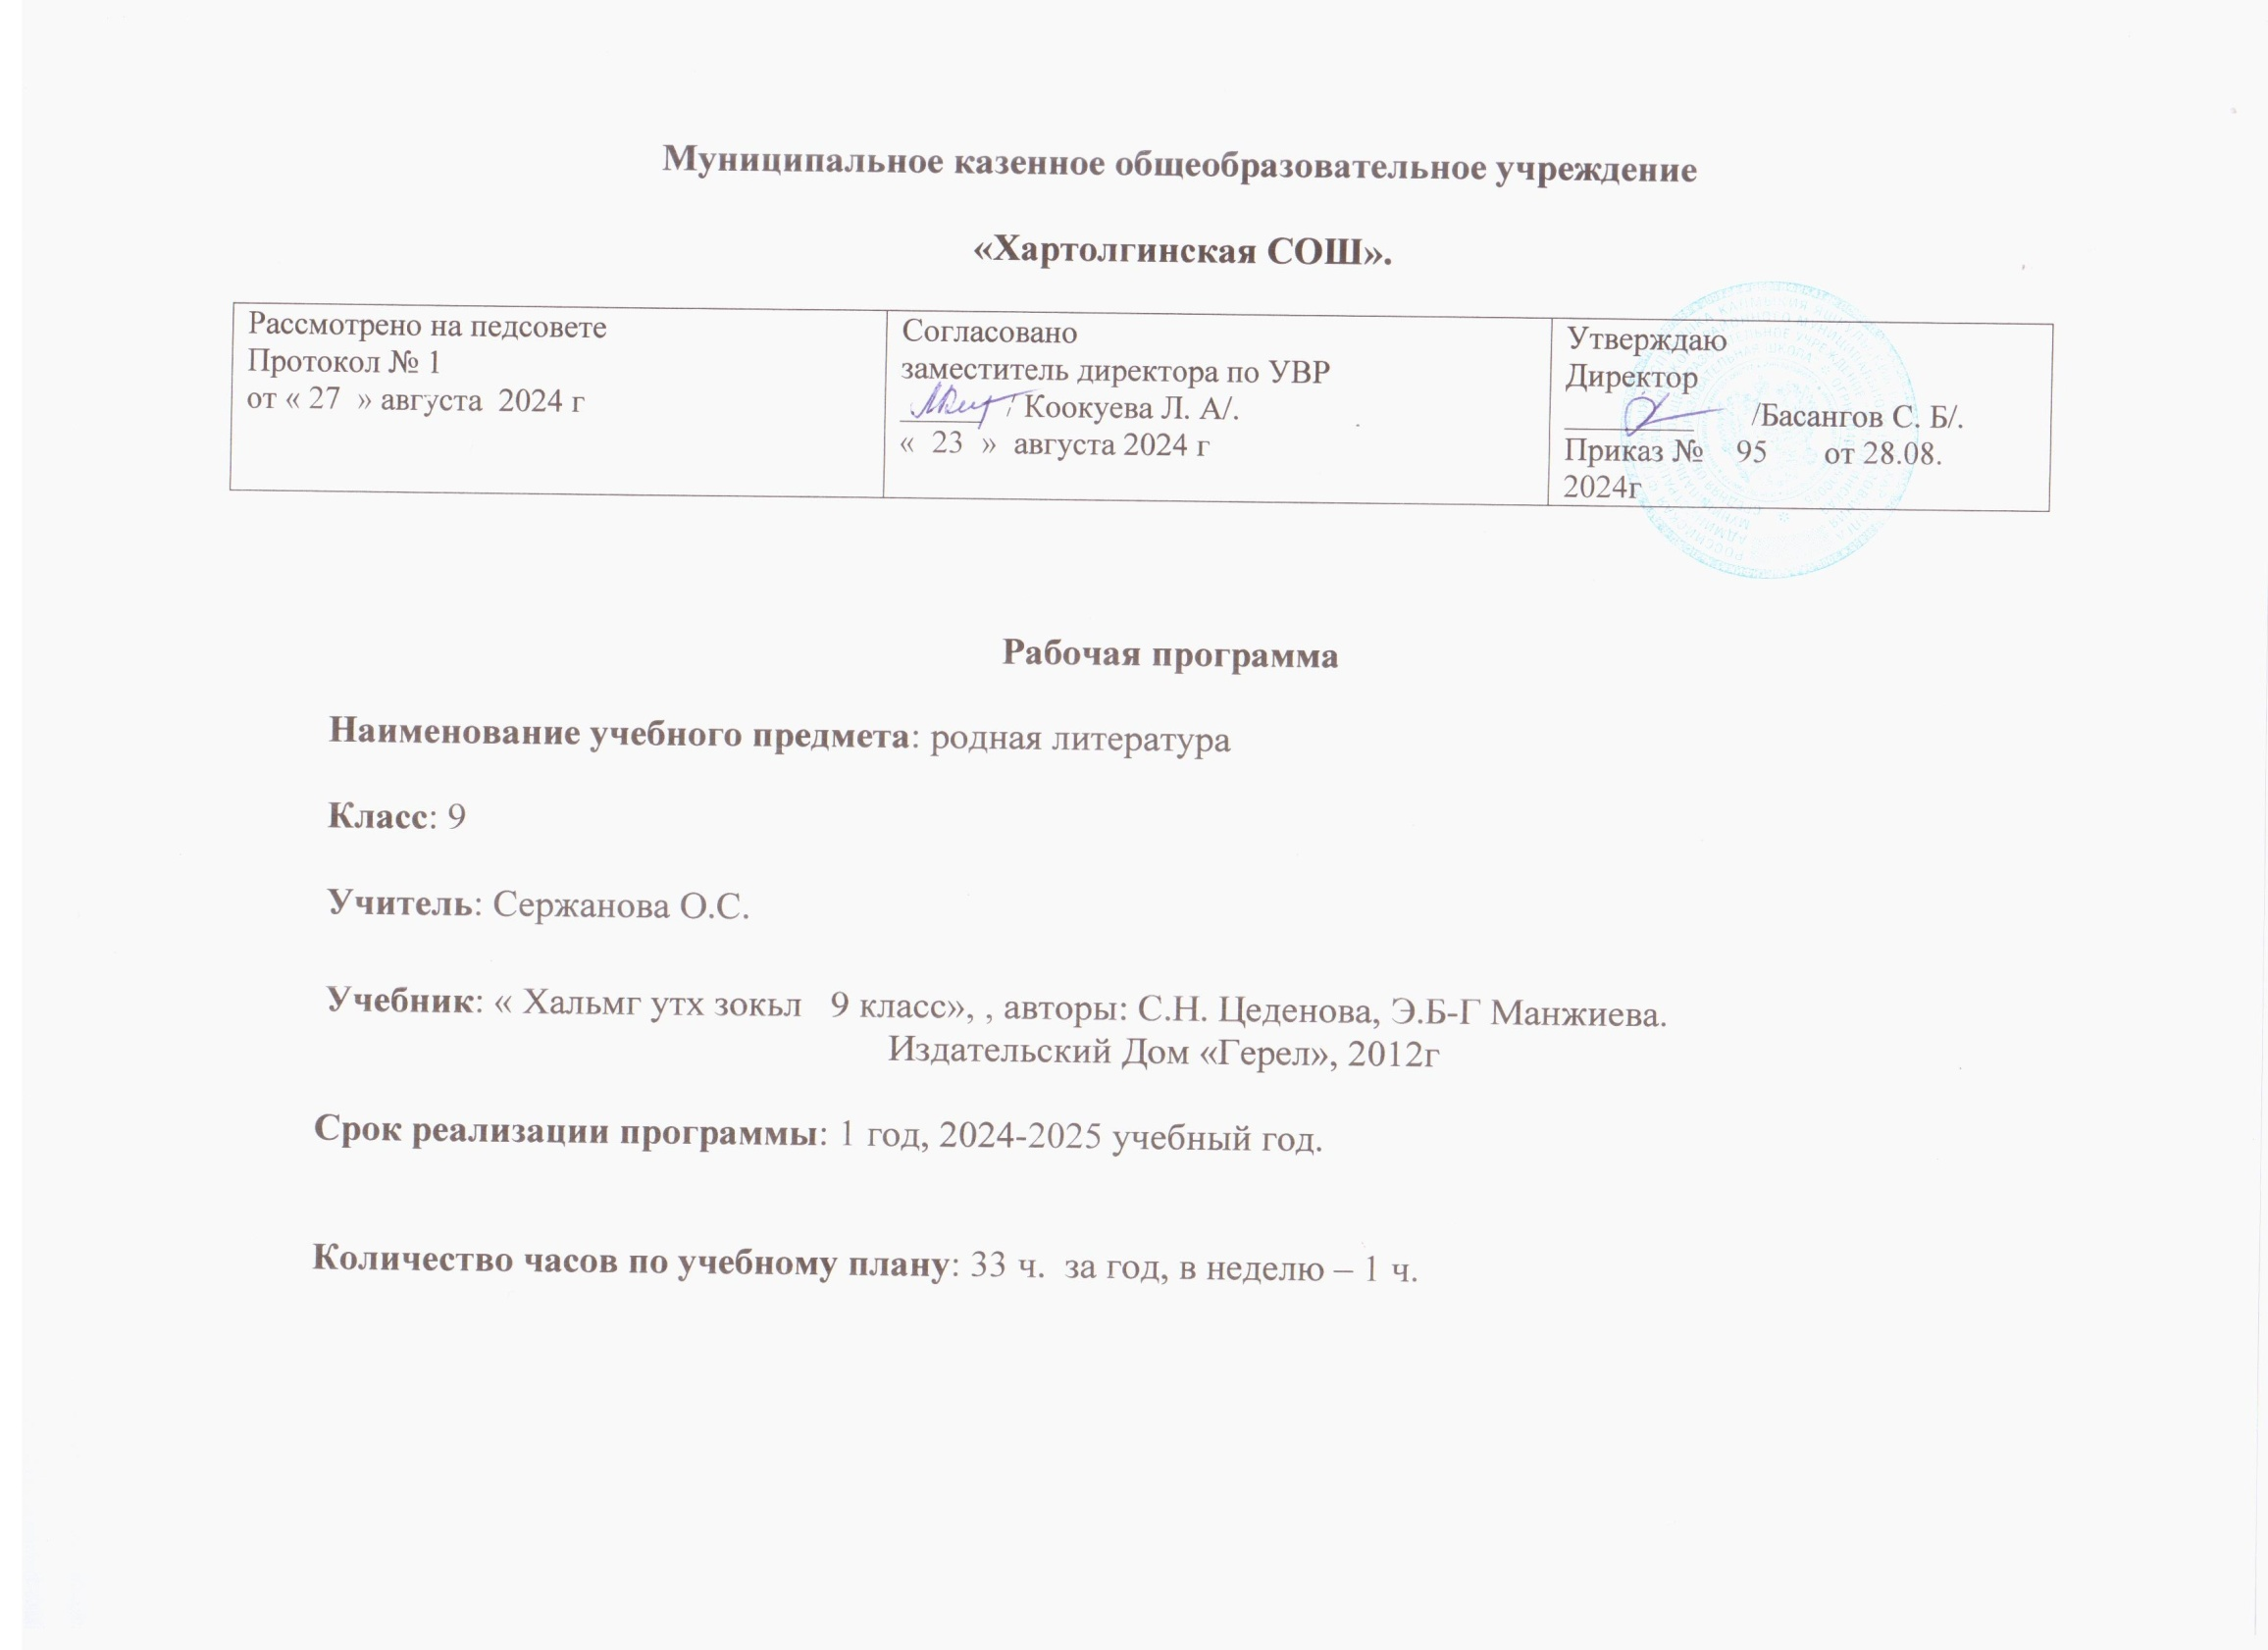 Муниципальное казенное общеобразовательное учреждение
«Хартолгинская СОШ».
Рассмотрено на педсовете
Протокол № 1
от « 27 » августа 2024 г
Согласовано
заместитель директора по УВР
/ Коокуева Л. А/.
« 23 » августа 2024 г
Утверждаю
Директор
/Басангов С. Б/.
Приказ № 95 от 28.08.
2024г
Рабочая программа
Наименование учебного предмета: родная литература
Класс: 9
Учитель: Сержанова О.С.
Учебник: « Хальмг утх зокьл 9 класс», , авторы: С.Н. Цеденова, Э.Б-Г Манжиева.
Издательский Дом «Герел», 2012г
Срок реализации программы: 1 год, 2024-2025 учебный год.
Количество часов по учебному плану: 33 ч. за год, в неделю – 1 ч.